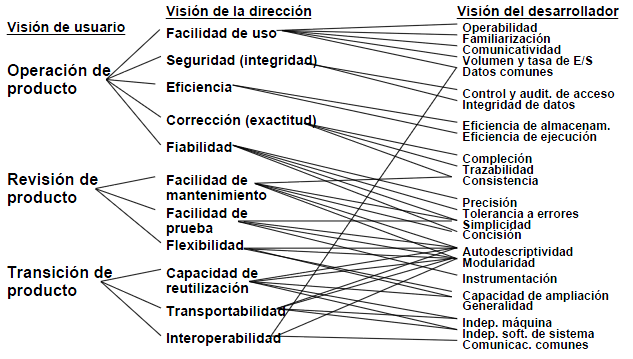 Visión de usuario
Visión de la dirección
Visión del desarrollador
Operación de
producto
Revisión de
producto
Transición de
producto
Facilidad de uso
Seguridad (integridad)
Eficiencia
Corrección (exactitud)
Fiabilidad
Facilidad de
mantenimiento
Facilidad de
prueba
Flexibilidad
Capacidad de
reutilización
Transportabilidad
Interoperabilidad
Operabilidad
Familiarización
Comunicatividad
Volumen y tasa de E/S
Datos comunes
Control y audit. de acceso
Integridad de datos
Eficiencia de almacenam.
Eficiencia de ejecución
Compleción
Trazabilidad
Consistencia
Precisión
Tolerancia a errores
Simplicidad
Concisión
Autodescriptividad
Modularidad
Instrumentación
Capacidad de ampliación
Generalidad
Indep. máquina
Indep. soft. de sistema
Comunicac. comunes